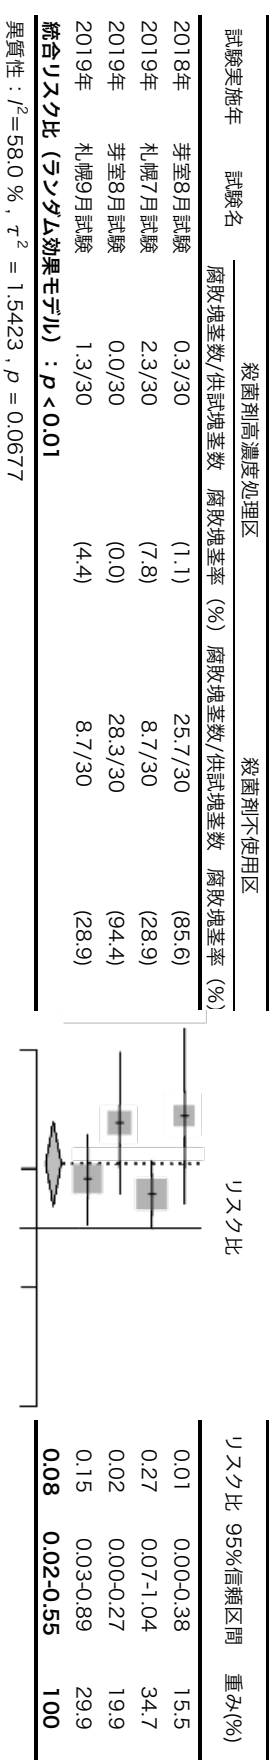 殺菌剤高濃度処理区 殺菌剤不使用区
試験実施年 試験名 腐敗塊茎数/供試塊茎数 腐敗塊茎率 (%) 腐敗塊茎数/供試塊茎数 腐敗塊茎率 (%) リスク比 リスク比 95%信頼区間 重み(%)
2018年 芽室8月試験 0.3/30 (1.1) 25.7/30 (85.6) 0.01 0.00-0.38 15.5
2019年 札幌7月試験 2.3/30 (7.8) 8.7/30 (28.9) 0.27 0.07-1.04 34.7
2019年 芽室8月試験 0.0/30 (0.0) 28.3/30 (94.4) 0.02 0.00-0.27 19.9
2019年 札幌9月試験 1.3/30 (4.4) 8.7/30 (28.9) 0.15 0.03-0.89 29.9
統合リスク比（ランダム効果モデル）：p < 0.01 0.08 0.02-0.55 100
異質性：I²=58.0 %, τ² = 1.5423, p = 0.0677